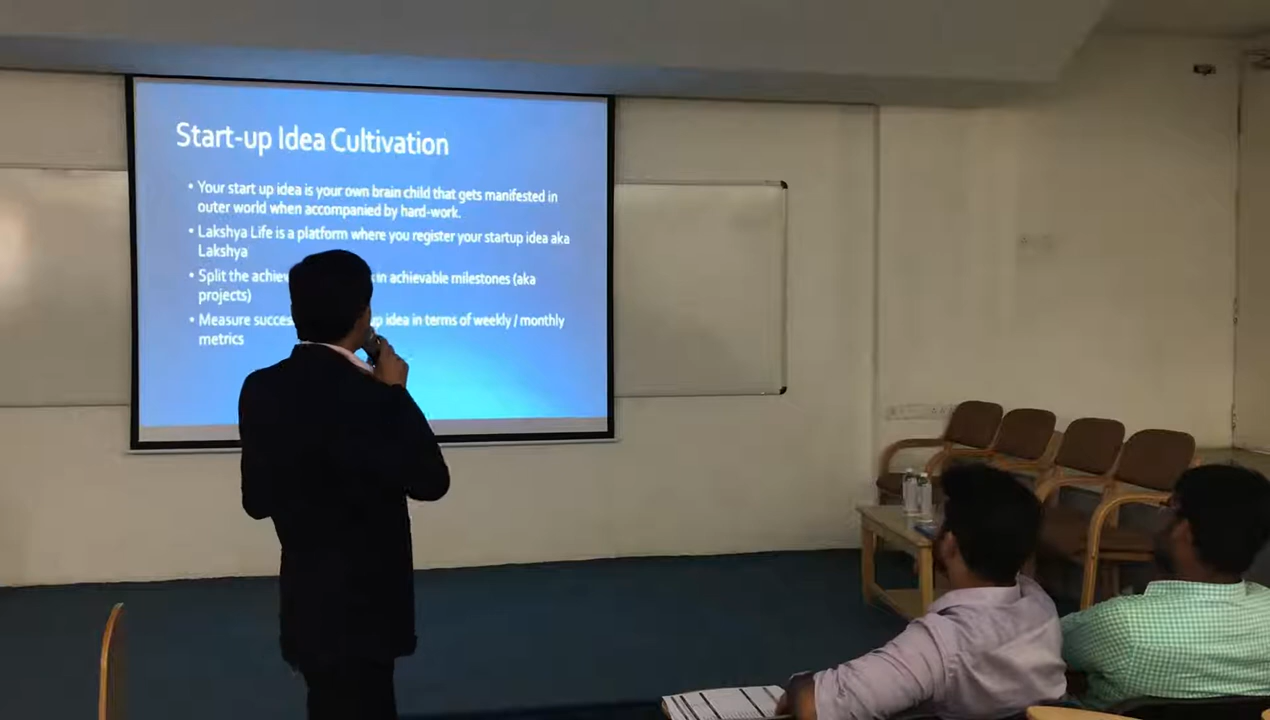 Start-up Idea Cultivation
• Your start up idea is your own brain child that gets manifested in
outer world when accompanied by hard-work.
• Lakshya Life is a platform where you register your startup idea aka
Lakshya
• Split the in achievable milestones (aka
projects)
• Measure idea in terms of weekly / monthly
metrics